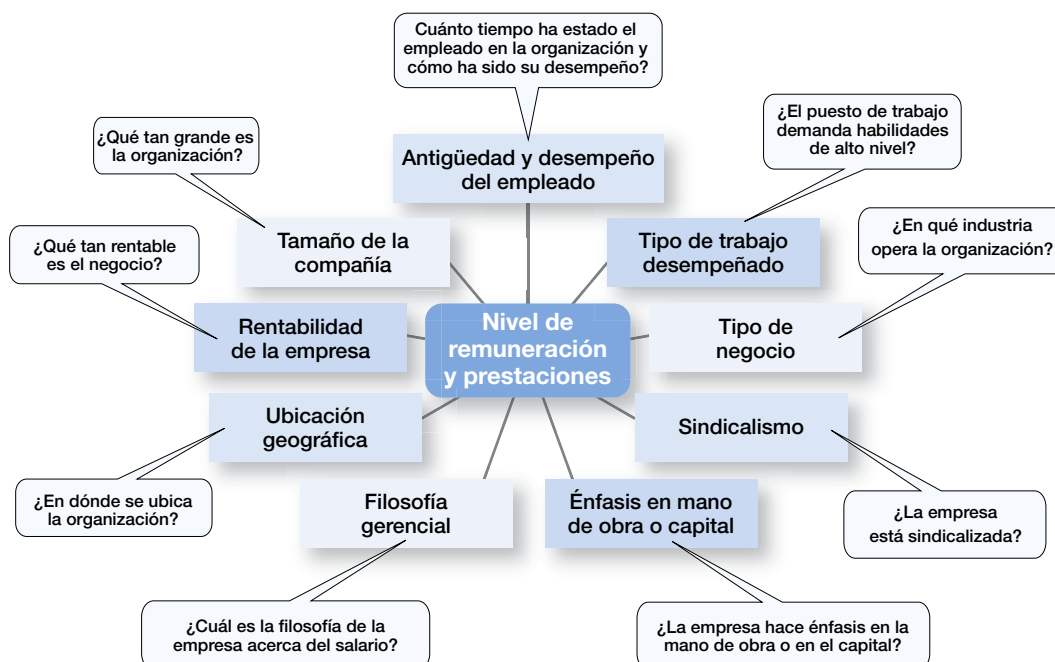 Cuánto tiempo ha estado el
empleado en la organización y
cómo ha sido su desempeño?
Antigüedad y desempeño
del empleado
¿El puesto de trabajo
demanda habilidades
de alto nivel?
Tipo de trabajo
desempeñado
¿En qué industria
opera la organización?
Tipo de
negocio
Sindicalismo
¿La empresa
está sindicalizada?
Énfasis en mano
de obra o capital
¿La empresa hace énfasis en la
mano de obra o en el capital?
Filosofía
gerencial
¿Cuál es la filosofía de la
empresa acerca del salario?
Ubicación
geográfica
¿En dónde se ubica
la organización?
Rentabilidad
de la empresa
¿Qué tan rentable
es el negocio?
Tamaño de la
compañía
¿Qué tan grande es
la organización?
Nivel de
remuneración
y prestaciones